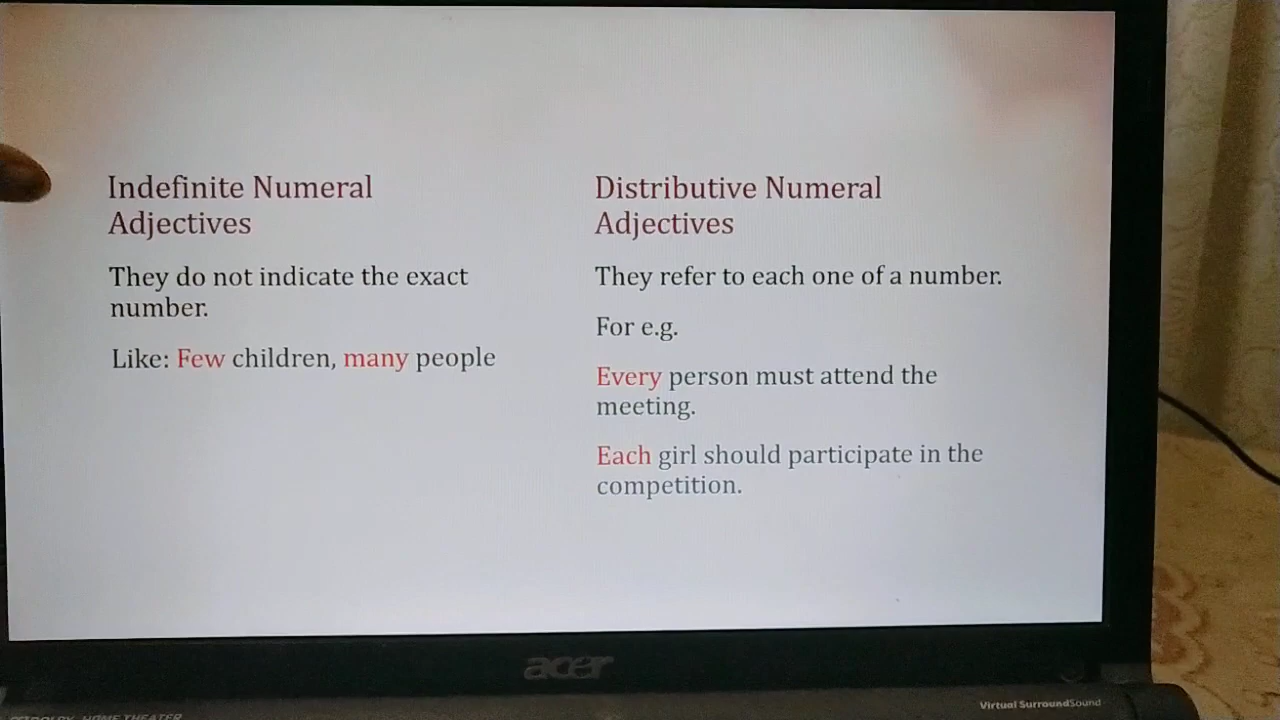 Indefinite Numeral
Adjectives
They do not indicate the exact
number.
Like: Few children, many people
Distributive Numeral
Adjectives
They refer to each one of a number.
For e.g.
Every person must attend the
meeting.
Each girl should participate in the
competition.
acer
Virtual SurroundSound
HOME THEATER